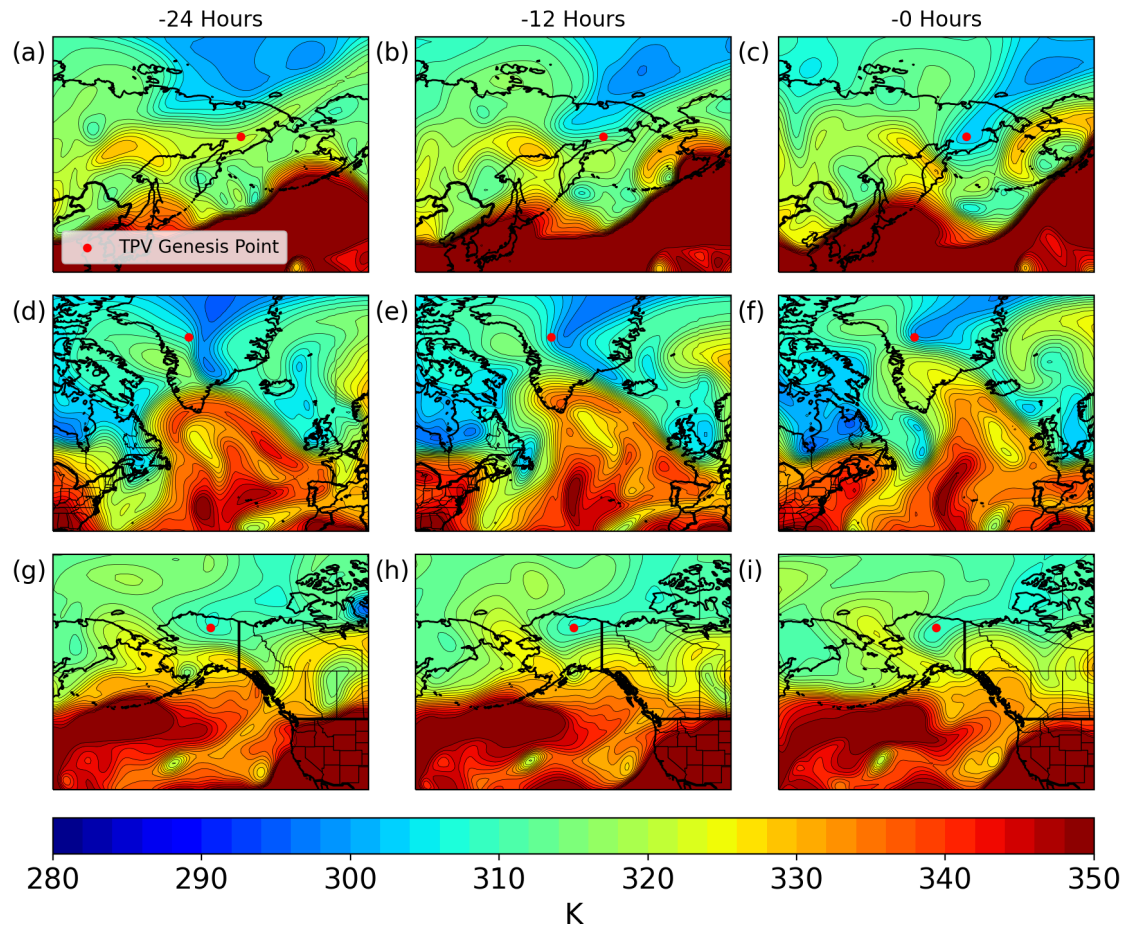 -24 Hours
-12 Hours
-0 Hours
(a)
(b)
(c)
TPV Genesis Point
(d)
(e)
(f)
(g)
(h)
(i)
280 290 300 310 320 330 340 350
K